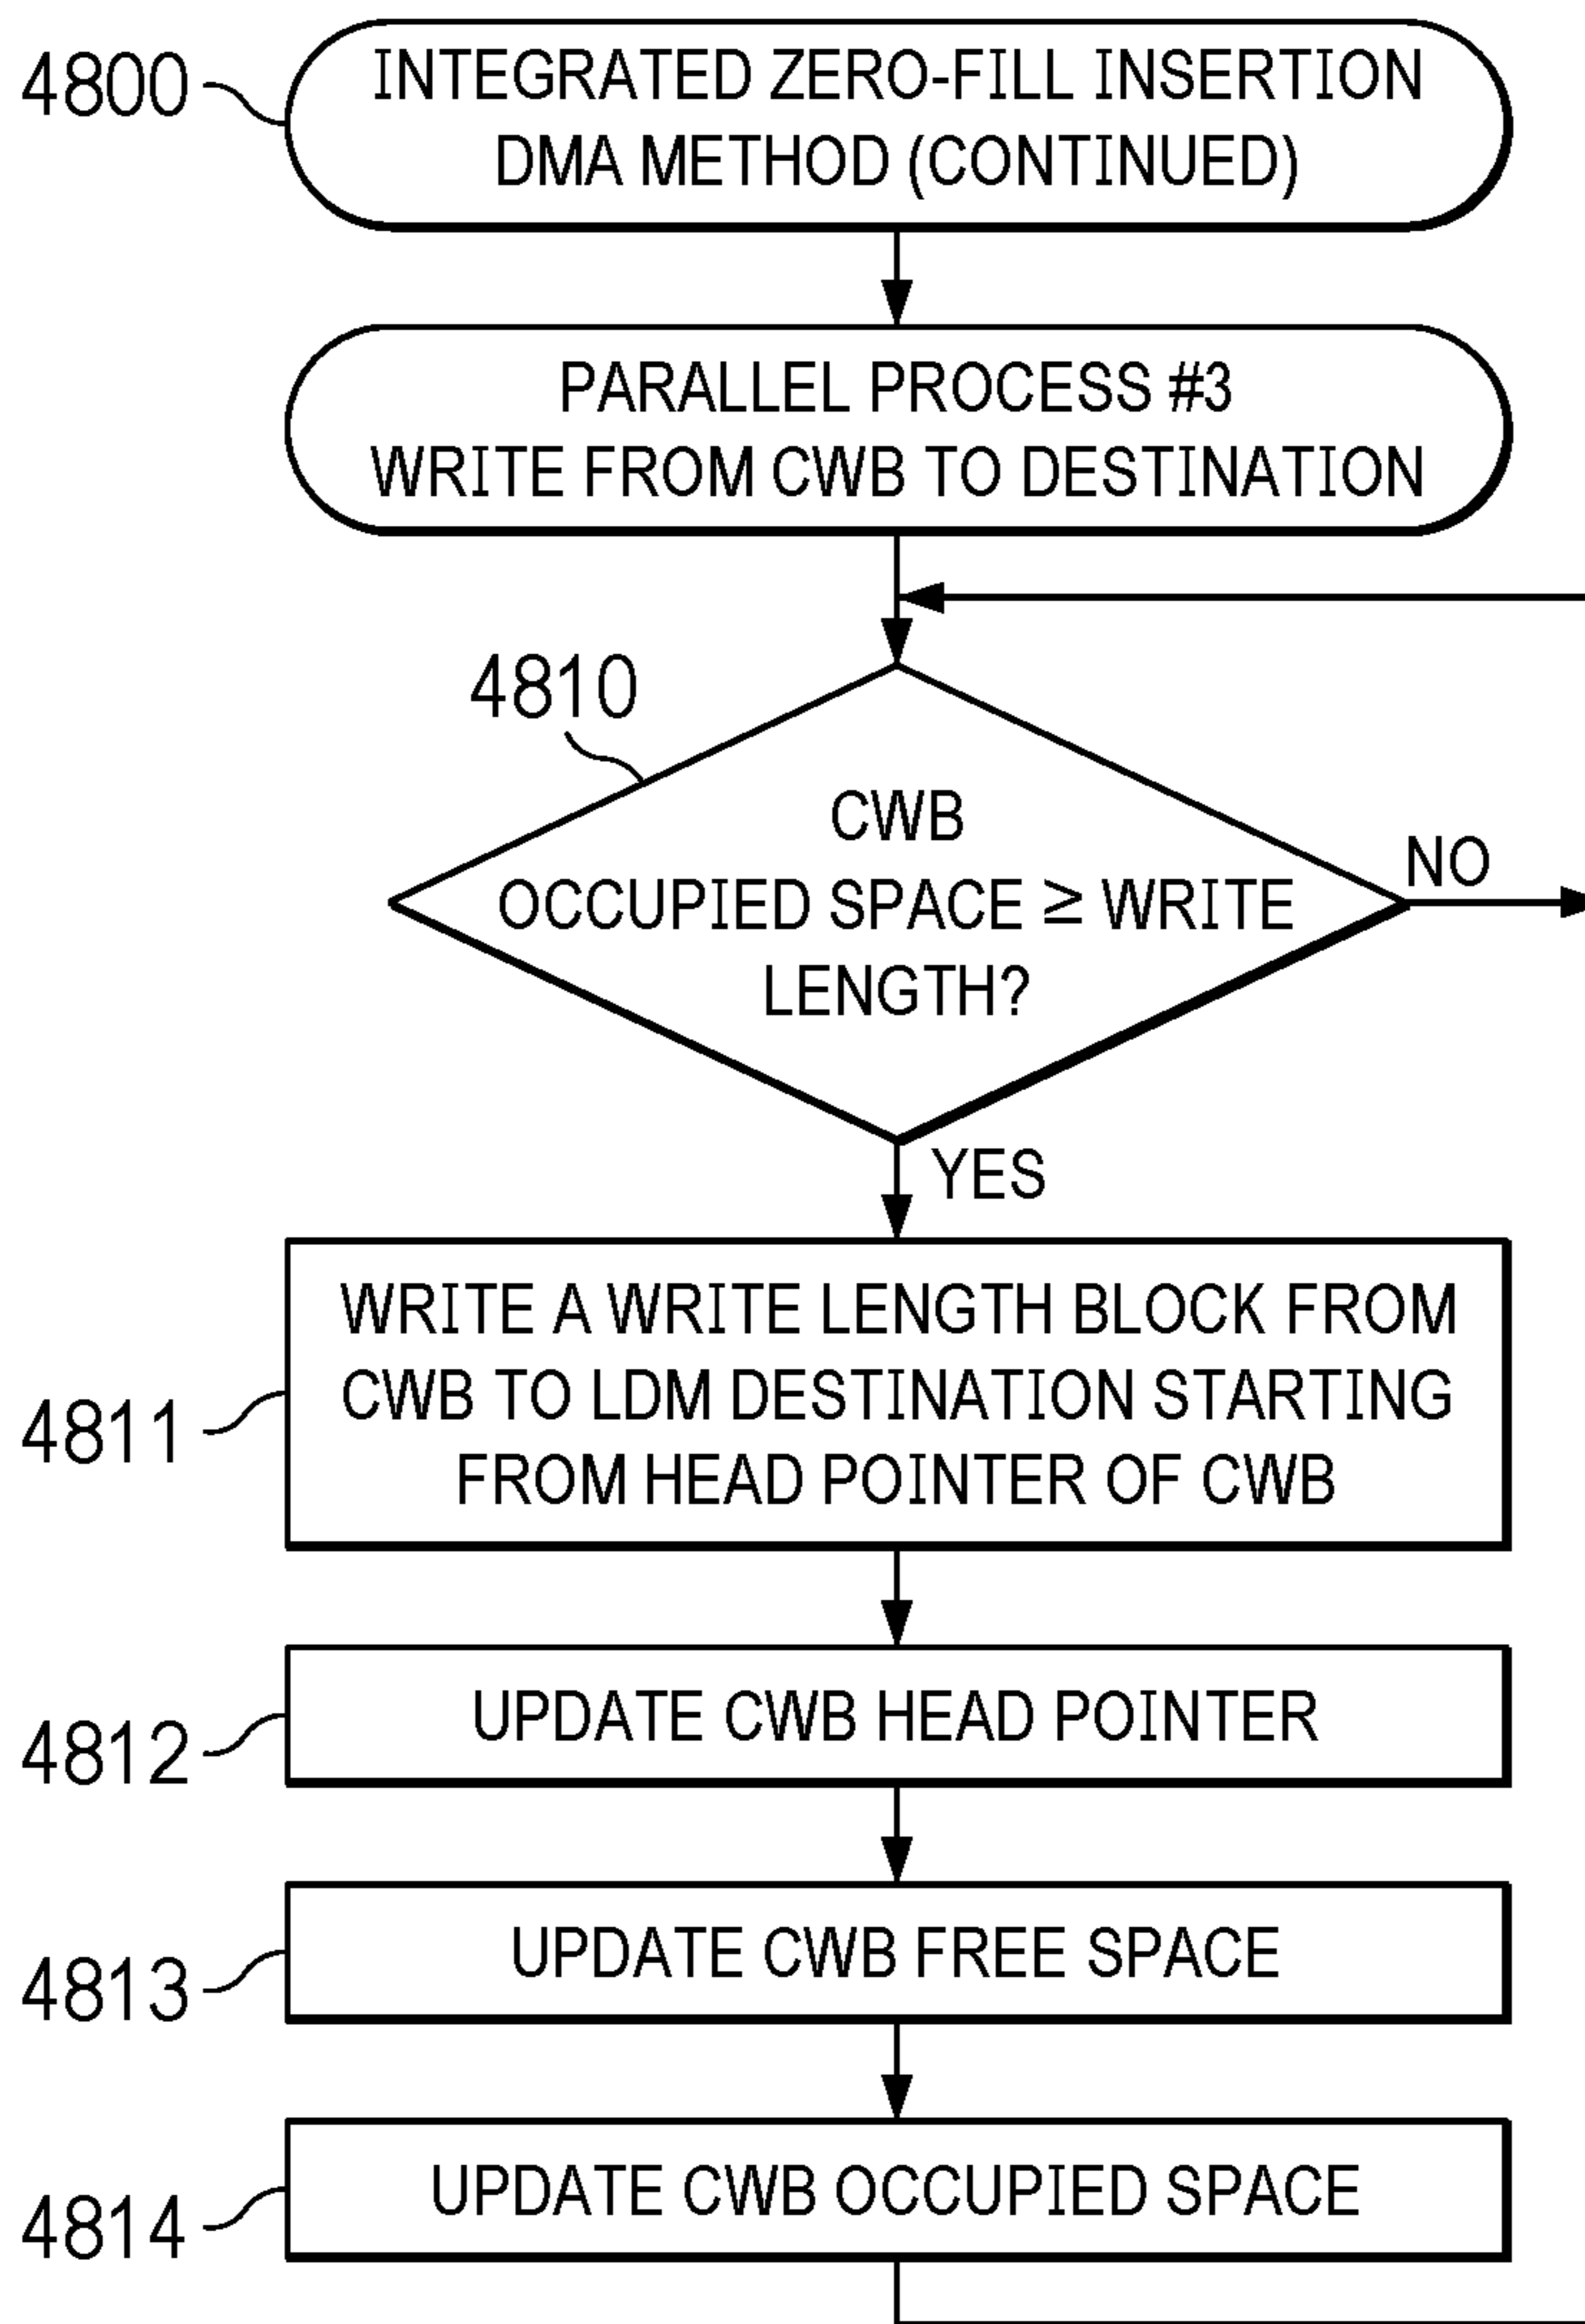 4800
INTEGRATED ZERO-FILL INSERTION
DMA METHOD (CONTINUED)
PARALLEL PROCESS #3
WRITE FROM CWB TO DESTINATION
4810
CWB
OCCUPIED SPACE ≥ WRITE
LENGTH?
NO
YES
4811
WRITE A WRITE LENGTH BLOCK FROM
CWB TO LDM DESTINATION STARTING
FROM HEAD POINTER OF CWB
4812
UPDATE CWB HEAD POINTER
4813
UPDATE CWB FREE SPACE
4814
UPDATE CWB OCCUPIED SPACE